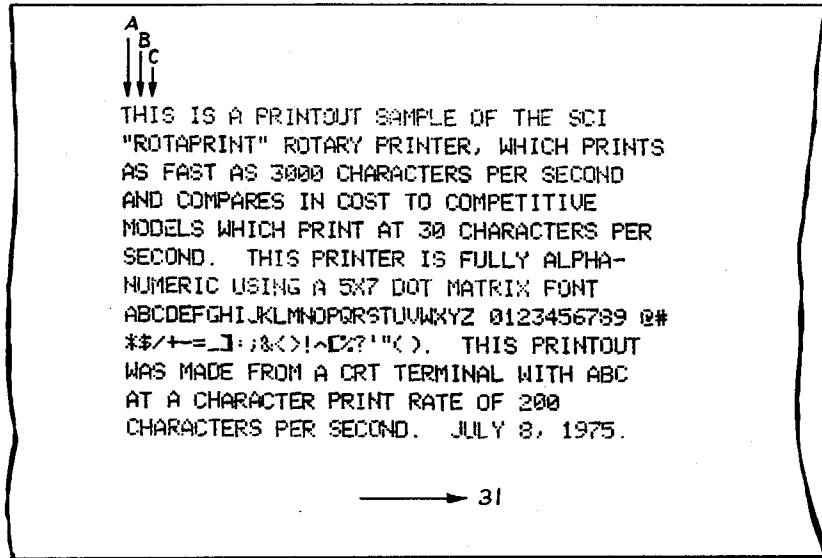 A
B
C
THIS IS A PRINTOUT SAMPLE OF THE SCI
"ROTAPRINT" ROTARY PRINTER, WHICH PRINTS
AS FAST AS 3000 CHARACTERS PER SECOND
AND COMPARES IN COST TO COMPETITIVE
MODELS WHICH PRINT AT 30 CHARACTERS PER
SECOND. THIS PRINTER IS FULLY ALPHA-
NUMERIC USING A 5X7 DOT MATRIX FONT
ABCDEFGHIJKLMNOPQRSTUVWXYZ 0123456789 @#
*$/+-=_]:;&<>!^[%?'"(). THIS PRINTOUT
WAS MADE FROM A CRT TERMINAL WITH ABC
AT A CHARACTER PRINT RATE OF 200
CHARACTERS PER SECOND. JULY 8, 1975.
31